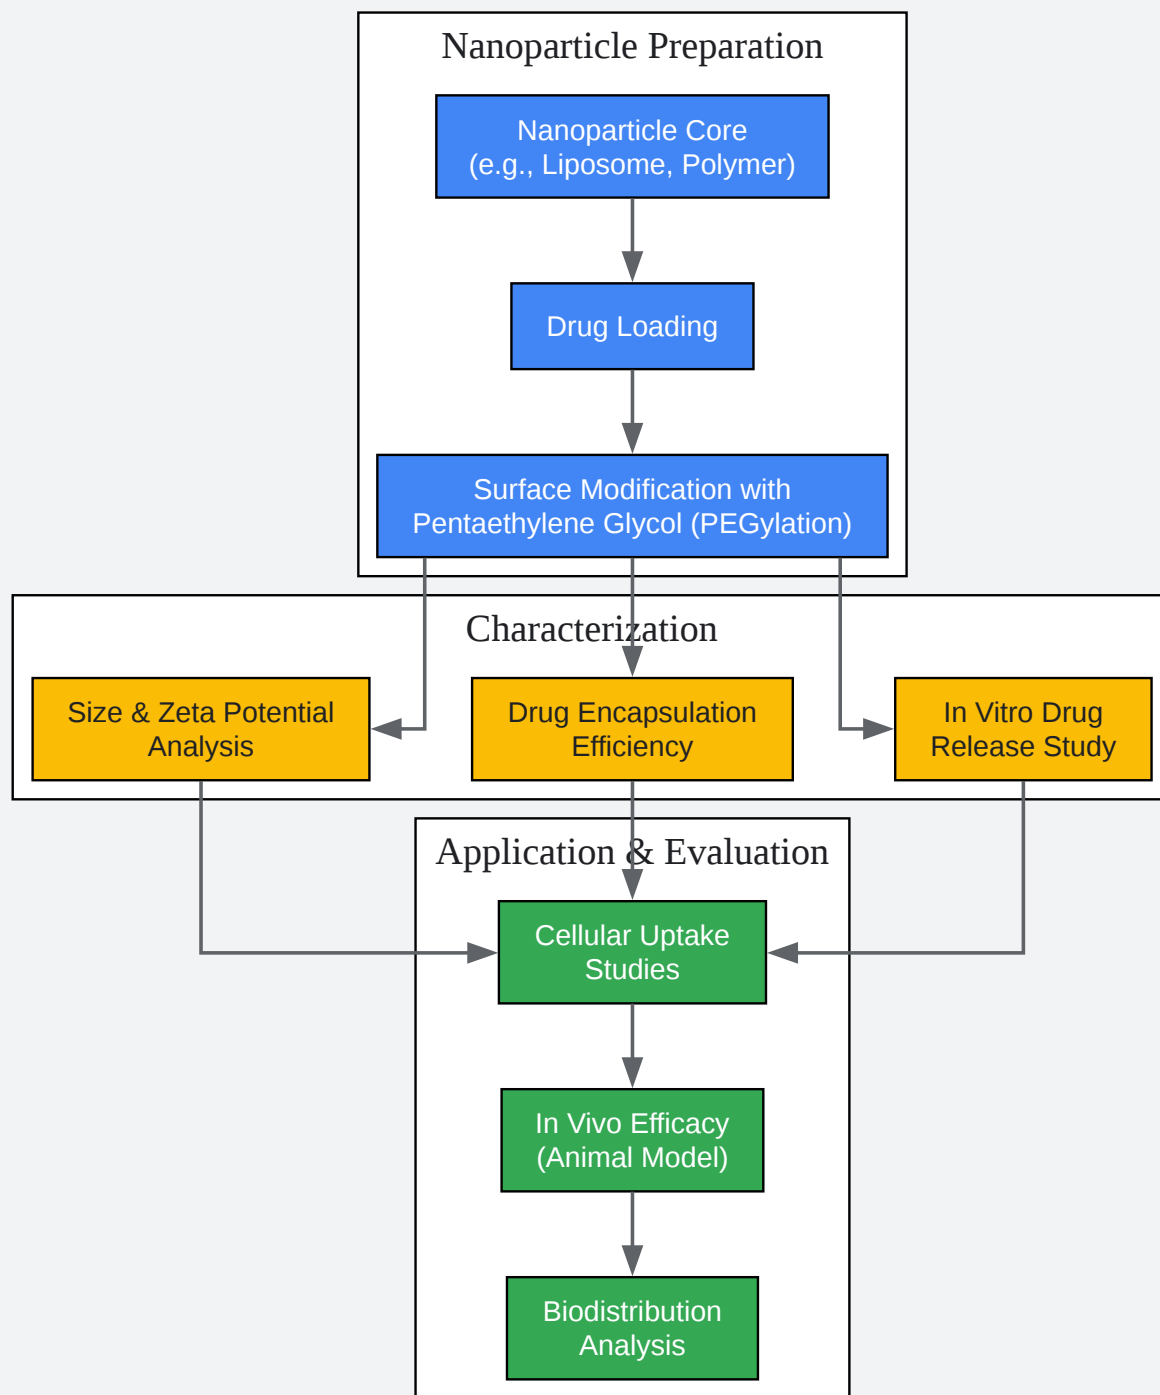 Nanoparticle Preparation
Nanoparticle Core
(e.g., Liposome, Polymer)
Drug Loading
Surface Modification with
Pentaethylene Glycol (PEGylation)
Characterization
Size & Zeta Potential
Analysis
Drug Encapsulation
Efficiency
In Vitro Drug
Release Study
Application & Evaluation
Cellular Uptake
Studies
In Vivo Efficacy
(Animal Model)
Biodistribution
Analysis